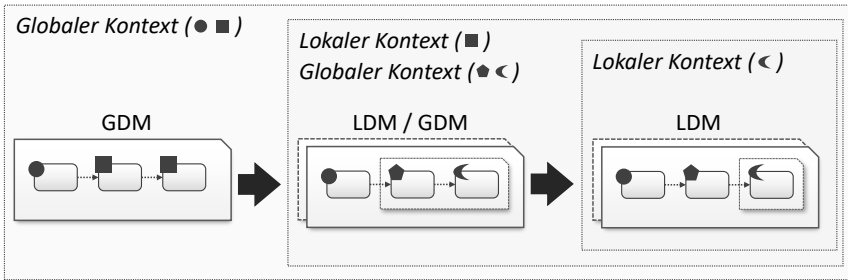 Globaler Kontext (● ■ )
Lokaler Kontext (■ )
Globaler Kontext (⬟ ☾ )
Lokaler Kontext (☾ )
GDM
LDM / GDM
LDM